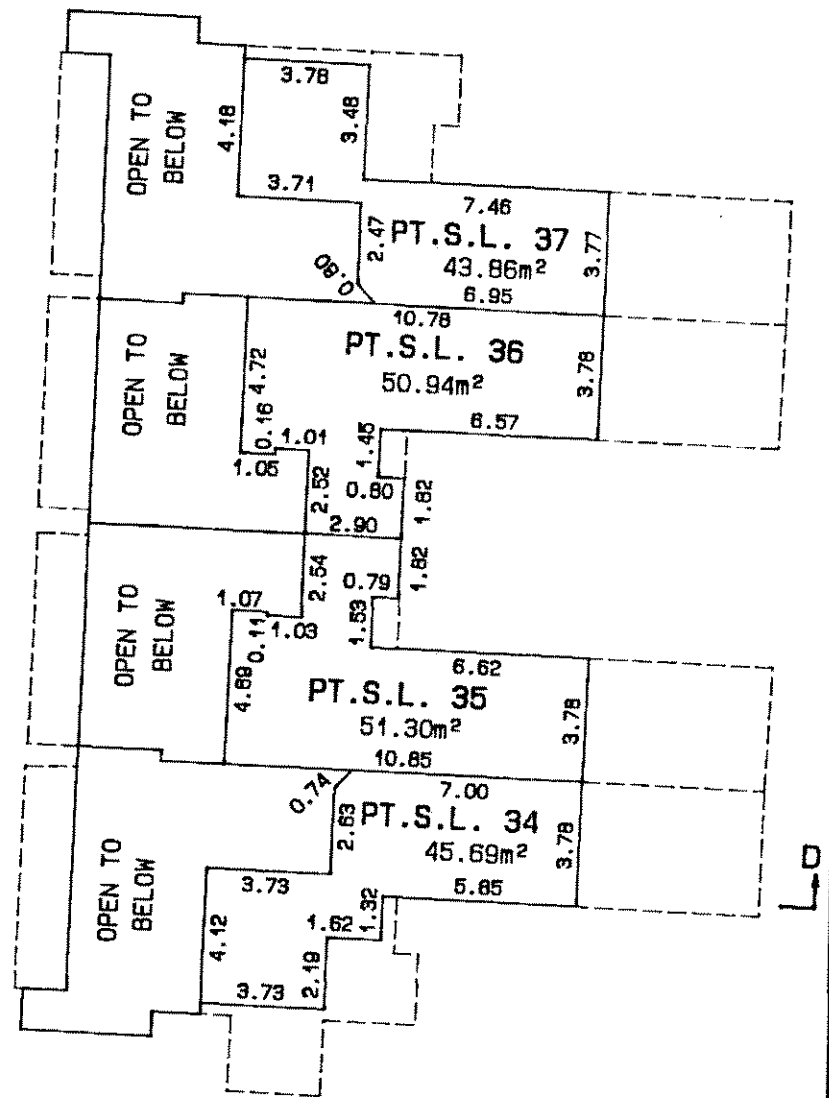 3.78
OPEN TO
BELOW
4.18
3.48
3.71
7.46
2.47
PT.S.L. 37
43.86m²
3.77
0.80
6.95
10.78
PT.S.L. 36
50.94m²
OPEN TO
BELOW
4.72
3.78
0.16
1.01
1.45
6.57
1.05
2.52
0.80
1.82
2.90
2.54
0.79
1.82
1.07
OPEN TO
BELOW
0.11
1.03
1.53
6.62
4.69
PT.S.L. 35
51.30m²
3.78
10.85
0.74
7.00
2.63
PT.S.L. 34
45.69m²
3.78
OPEN TO
BELOW
3.73
5.85
D
4.12
1.62
1.32
2.19
3.73